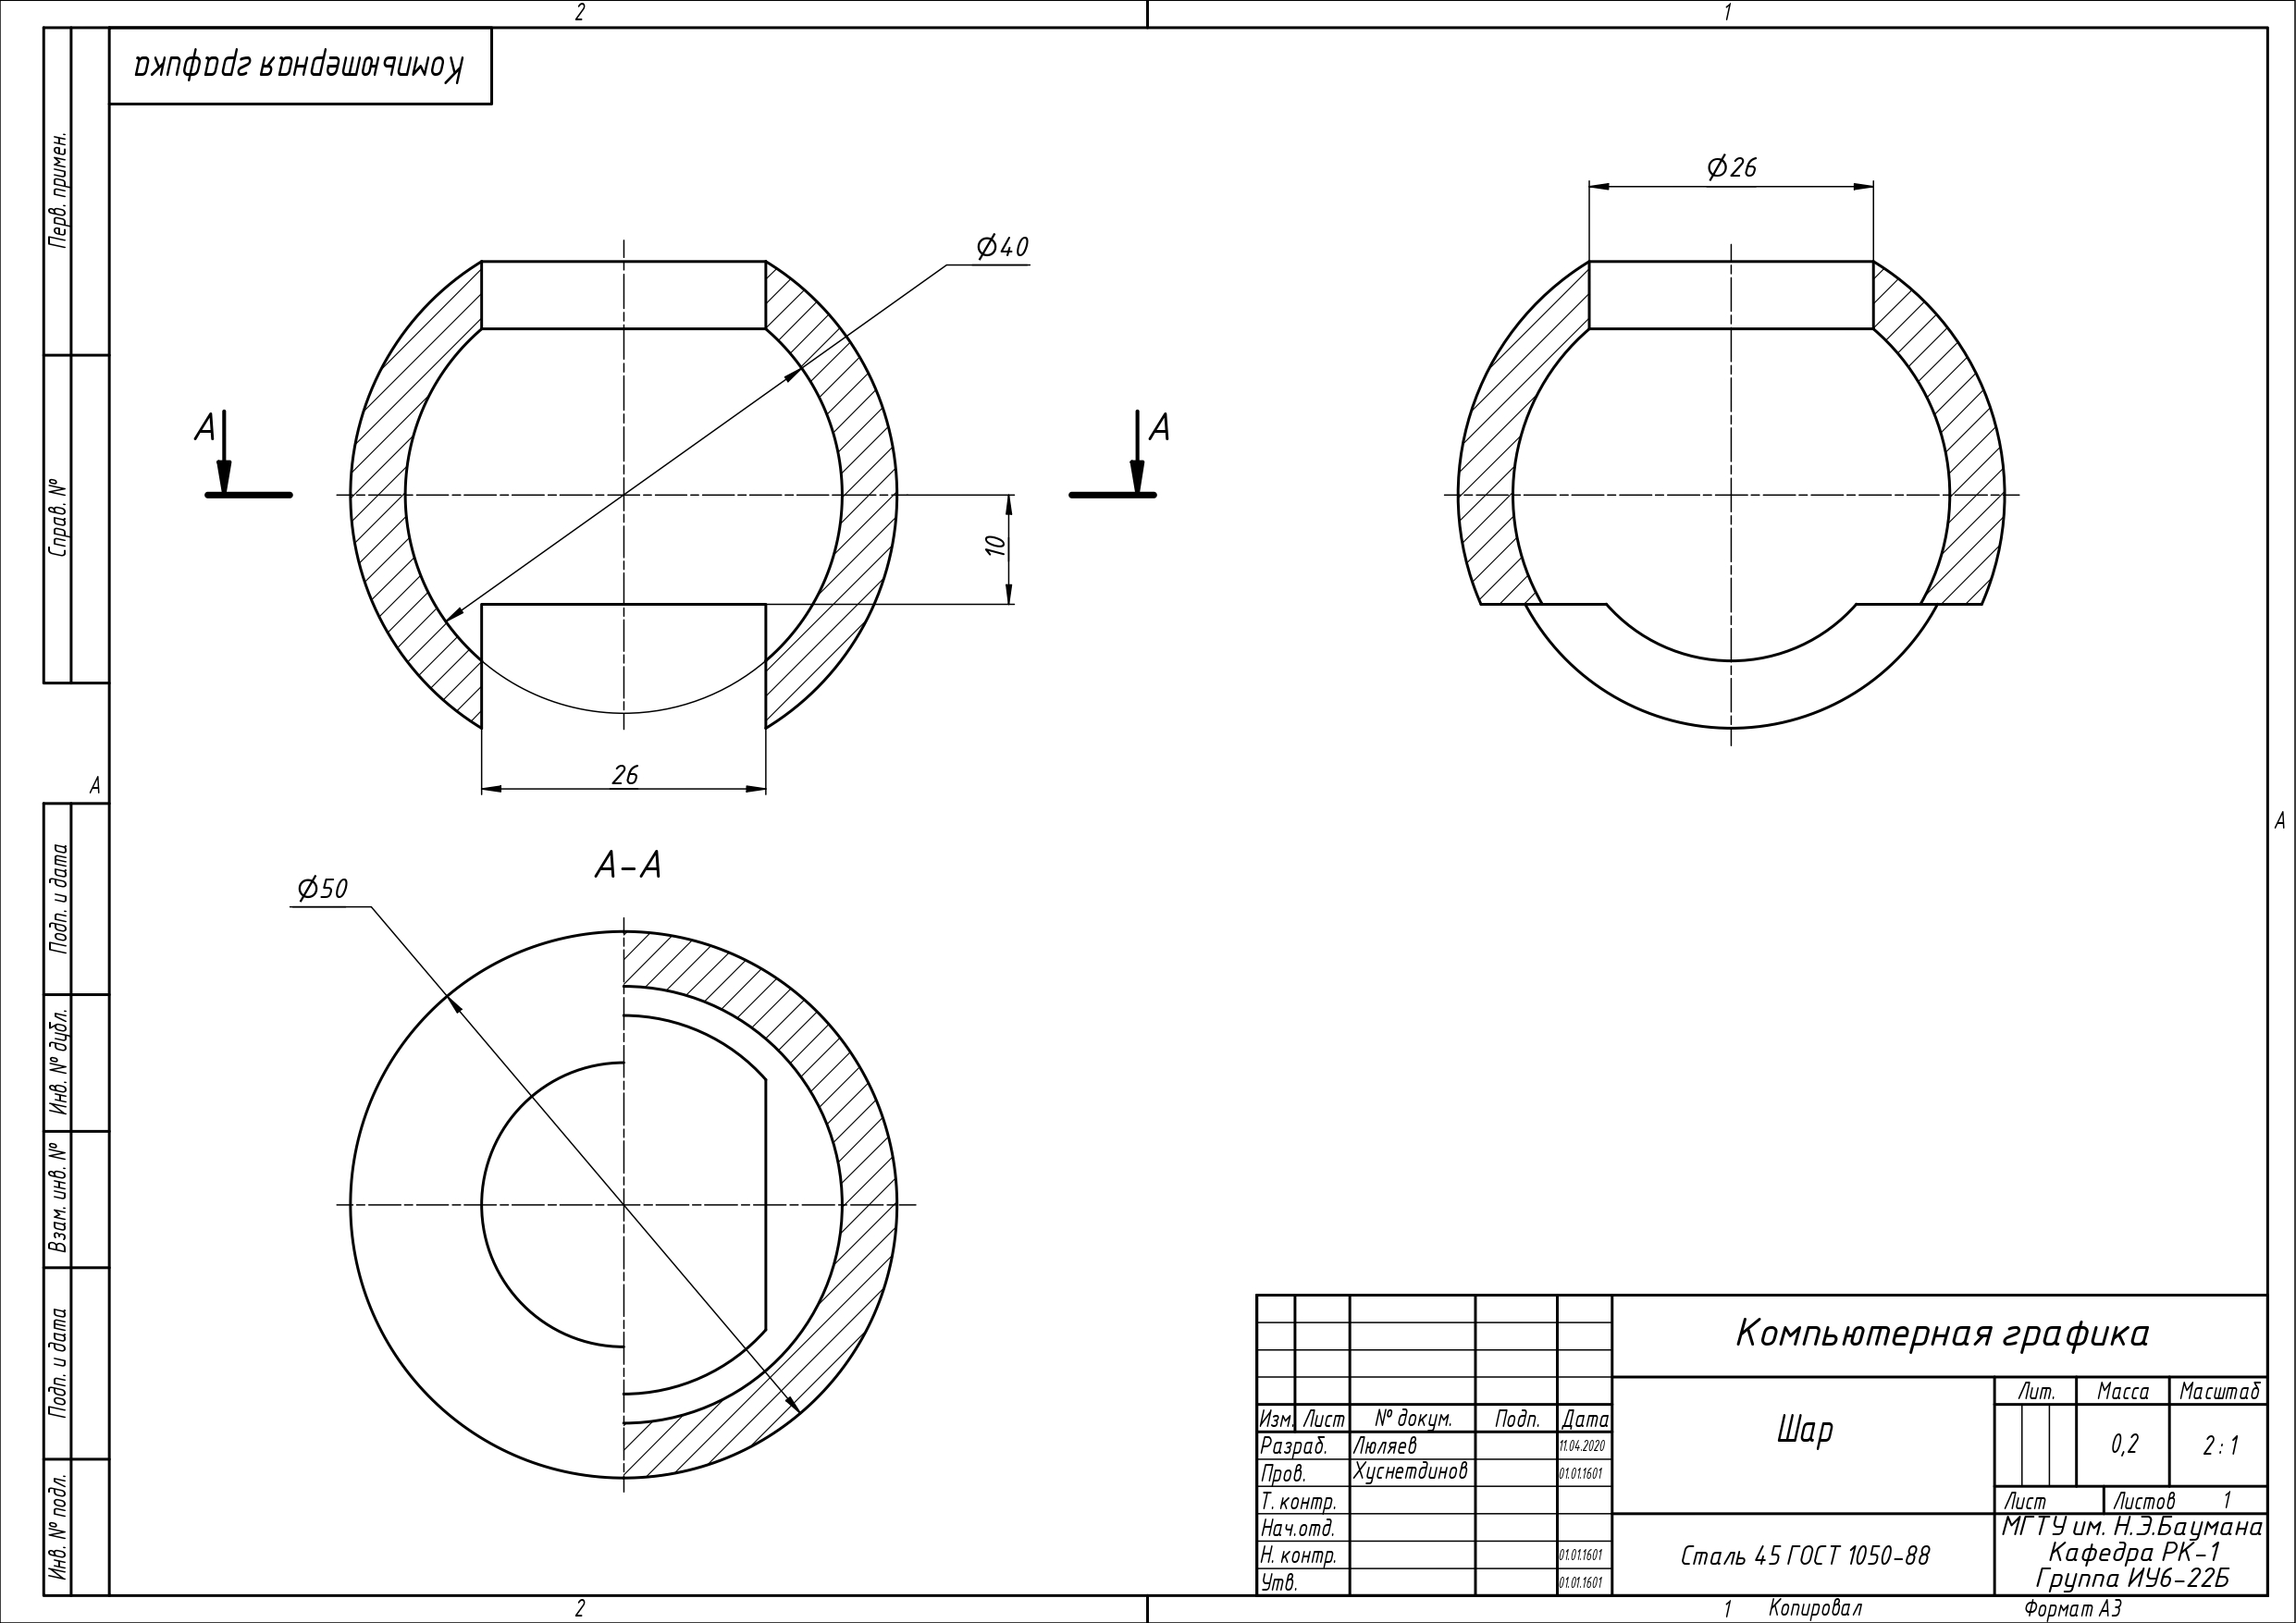 2
1
Компьютерная графика
Перв. примен.
Справ. №
Подп. и дата
Инв. № дубл.
Взам. инв. №
Подп. и дата
Инв. № подл.
А
А
∅40
∅26
А
А
10
26
А-А
∅50
Компьютерная графика
Шар
Лит. Масса Масштаб
0,2 2:1
Лист Листов 1
Изм. Лист № докум. Подп. Дата
Разраб. Люляев 11.04.2020
Пров. Хуснетдинов 01.01.1601
Т. контр.
Нач.отд.
Н. контр. 01.01.1601
Утв. 01.01.1601
Сталь 45 ГОСТ 1050-88
МГТУ им. Н.Э.Баумана
Кафедра РК-1
Группа ИУ6-22Б
2
1
Копировал Формат А3